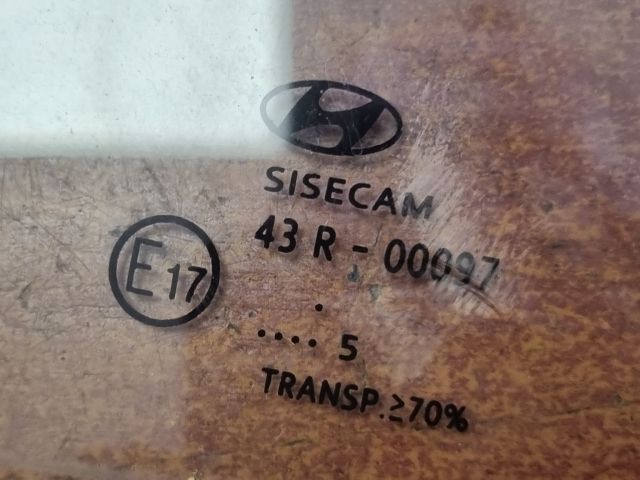 SISECAM
E17
43 R - 00097
.
.... 5
TRANSP.≥70%